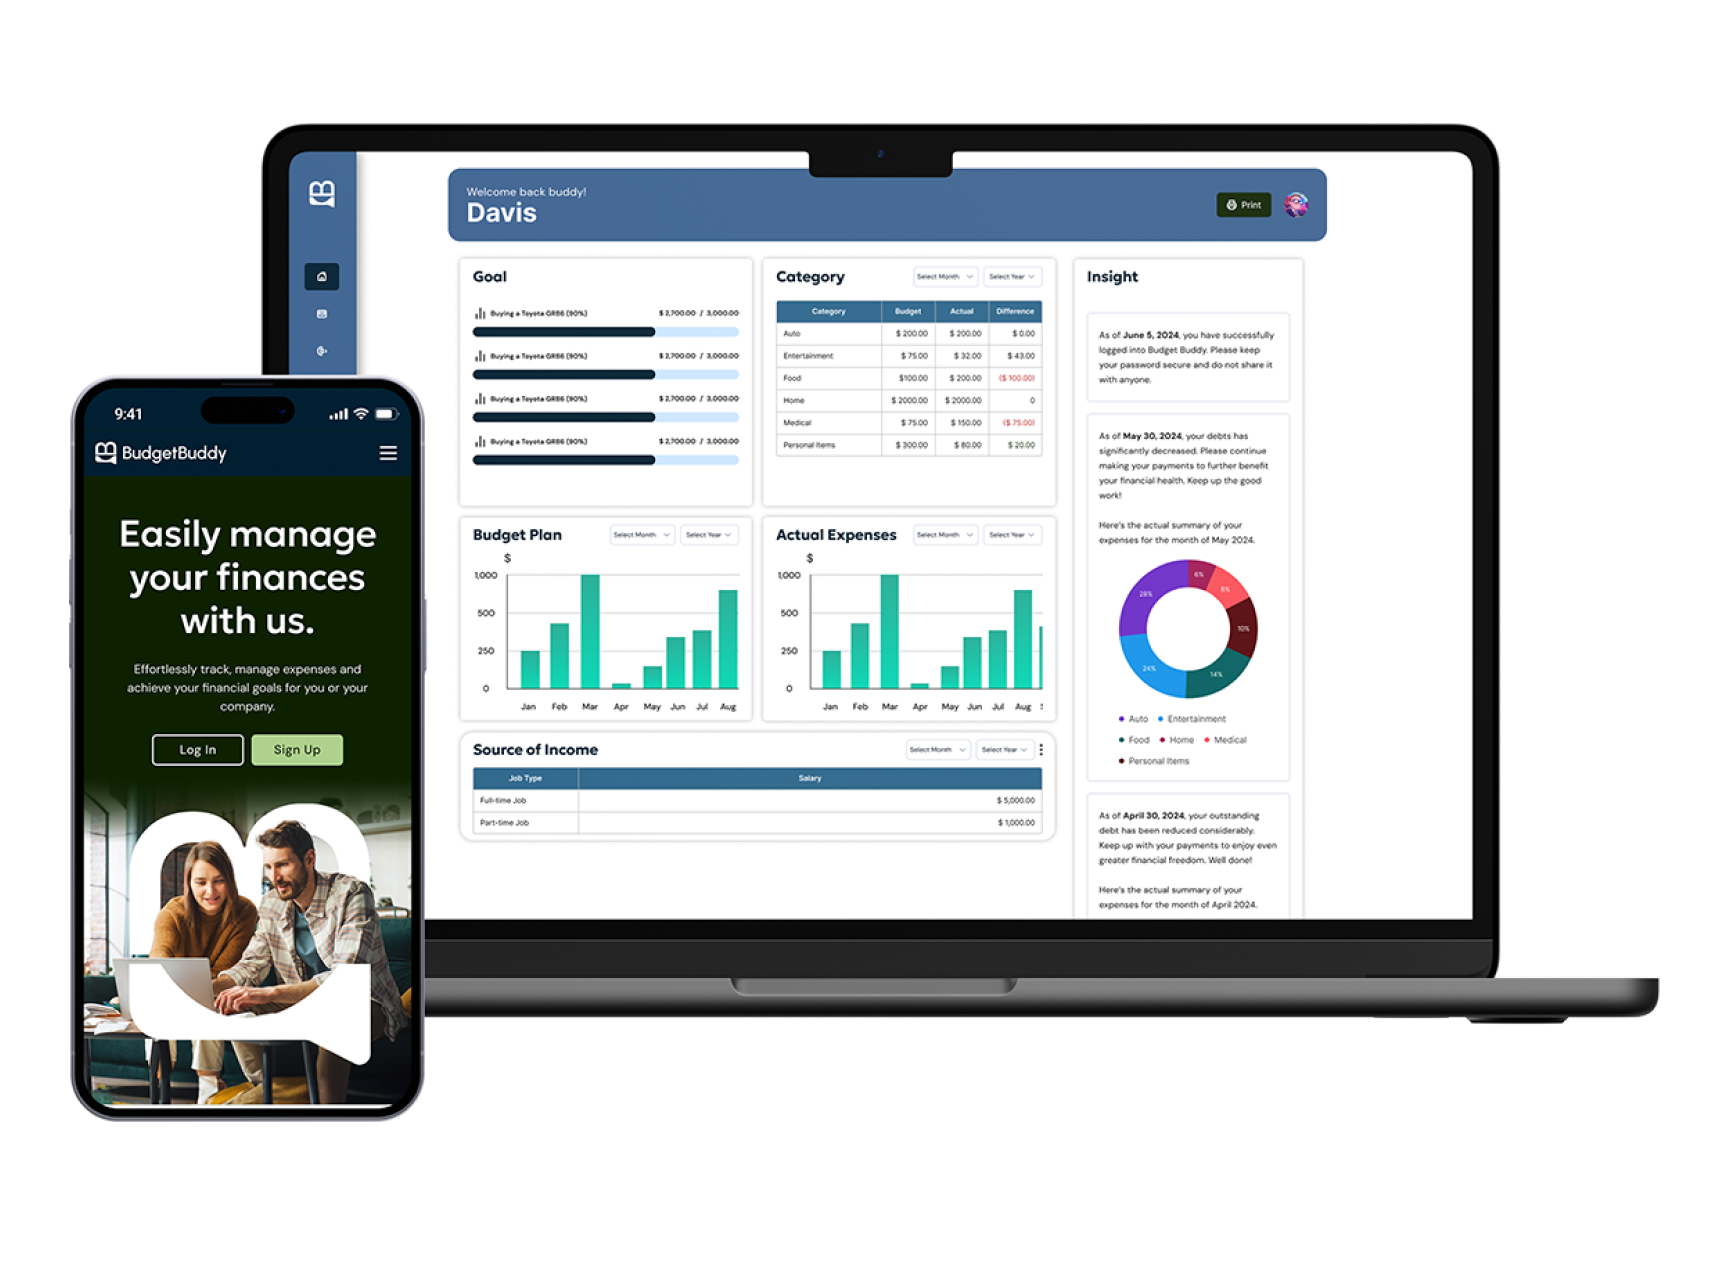 Welcome back buddy!
Davis
Print
Goal
Buying a Toyota GR86 (90%) $ 2,700.00 / 3,000.00
Buying a Toyota GR86 (90%) $ 2,700.00 / 3,000.00
Buying a Toyota GR86 (90%) $ 2,700.00 / 3,000.00
Buying a Toyota GR86 (90%) $ 2,700.00 / 3,000.00
Category Select Month Select Year
Category Budget Actual Difference
Auto $ 200.00 $ 200.00 $ 0.00
Entertainment $ 75.00 $ 32.00 $ 43.00
Food $100.00 $ 200.00 ($ 100.00)
Home $ 2000.00 $ 2000.00 0
Medical $ 75.00 $ 150.00 ($ 75.00)
Personal Items $ 300.00 $ 80.00 $ 20.00
Budget Plan Select Month Select Year
$
1,000
500
250
0
Jan Feb Mar Apr May Jun Jul Aug
Actual Expenses Select Month Select Year
$
1,000
500
250
0
Jan Feb Mar Apr May Jun Jul Aug
Source of Income Select Month Select Year
Job Type Salary
Full-time Job $ 5,000.00
Part-time Job $ 1,000.00
Insight
As of June 5, 2024, you have successfully
logged into Budget Buddy. Please keep
your password secure and do not share it
with anyone.
As of May 30, 2024, your debts has
significantly decreased. Please continue
making your payments to further benefit
your financial health. Keep up the good
work!
Here's the actual summary of your
expenses for the month of May 2024.
6%
28%
10%
24%
14%
Auto Entertainment
Food Home Medical
Personal Items
As of April 30, 2024, your outstanding
debt has been reduced considerably.
Keep up with your payments to enjoy even
greater financial freedom. Well done!
Here's the actual summary of your
expenses for the month of April 2024.
9:41
BudgetBuddy
Easily manage
your finances
with us.
Effortlessly track, manage expenses and
achieve your financial goals for you or your
company.
Log In Sign Up